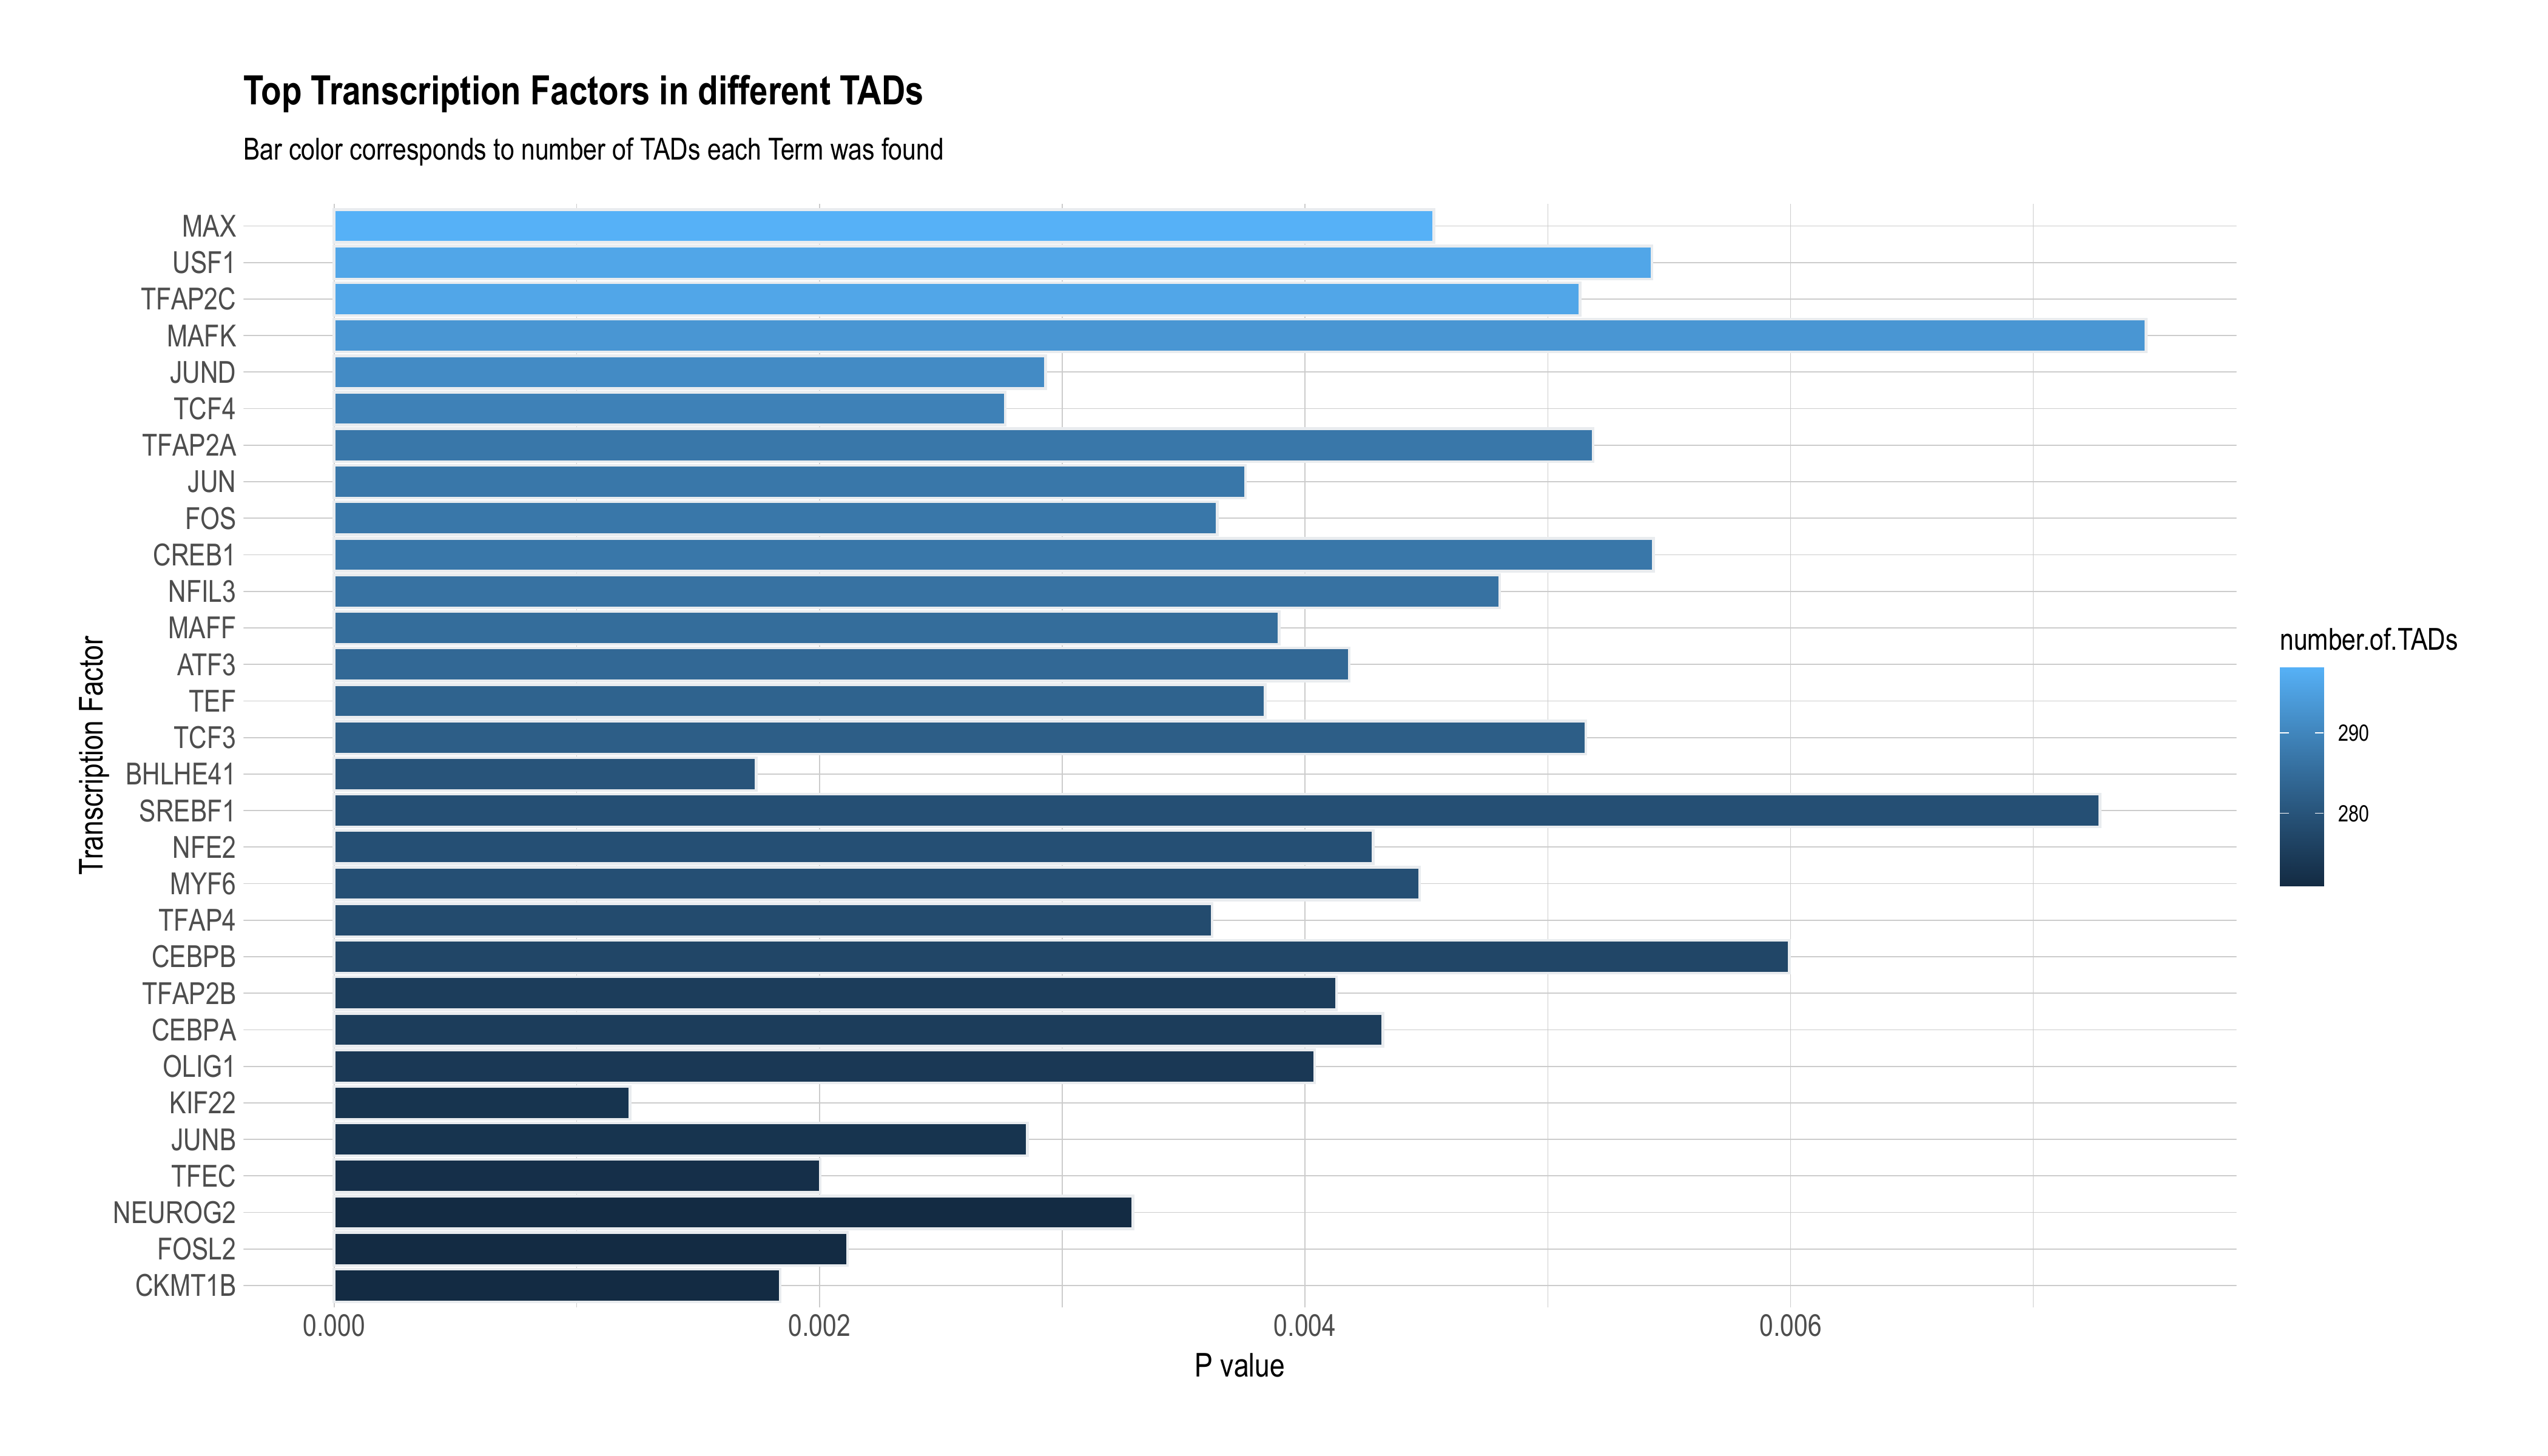 Top Transcription Factors in different TADs
Bar color corresponds to number of TADs each Term was found
Transcription Factor
MAX
USF1
TFAP2C
MAFK
JUND
TCF4
TFAP2A
JUN
FOS
CREB1
NFIL3
MAFF
ATF3
TEF
TCF3
BHLHE41
SREBF1
NFE2
MYF6
TFAP4
CEBPB
TFAP2B
CEBPA
OLIG1
KIF22
JUNB
TFEC
NEUROG2
FOSL2
CKMT1B
0.000 0.002 0.004 0.006
P value
number.of.TADs
290
280